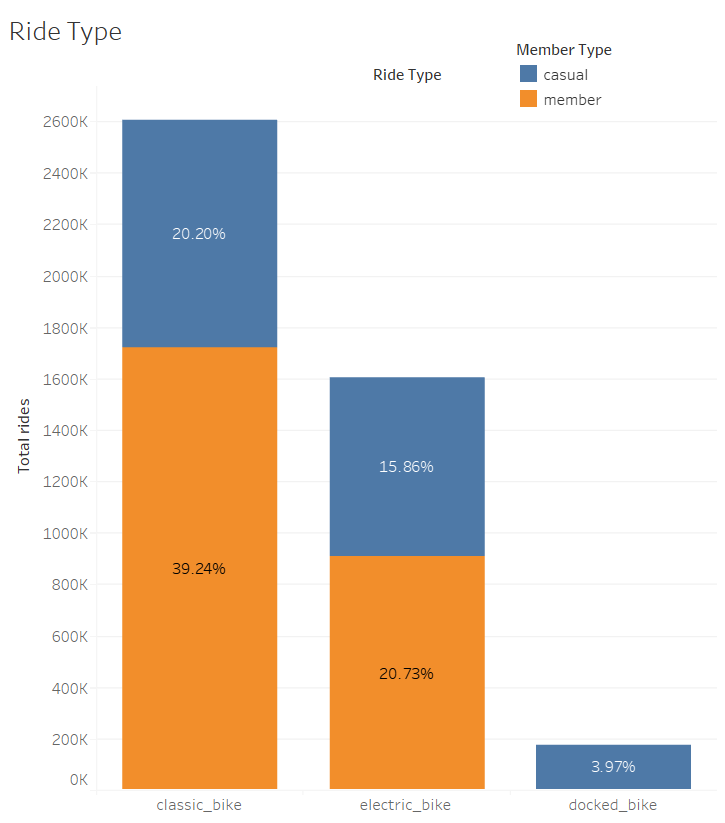 Ride Type
Member Type
Ride Type
casual
member
2600K
2400K
2200K
2000K
1800K
1600K
1400K
1200K
1000K
800K
600K
400K
200K
0K
Total rides
20.20%
39.24%
15.86%
20.73%
3.97%
classic_bike
electric_bike
docked_bike